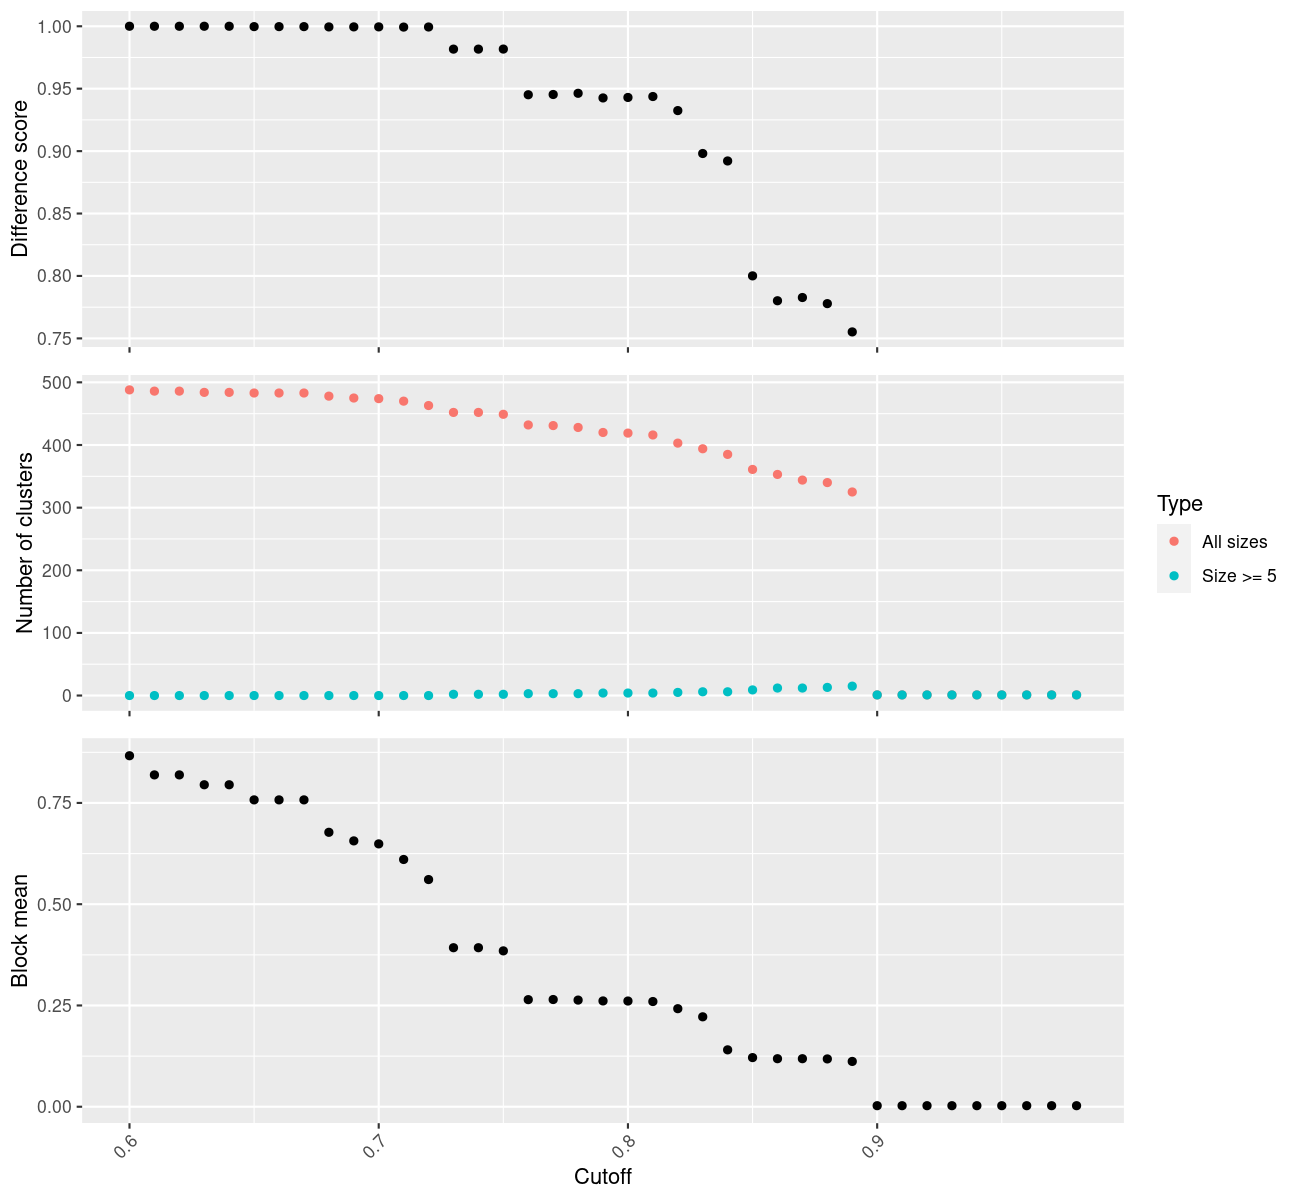 Difference score
1.00
0.95
0.90
0.85
0.80
0.75
Number of clusters
500
400
300
200
100
0
Type
All sizes
Size >= 5
Block mean
0.75
0.50
0.25
0.00
0.6
0.7
0.8
0.9
Cutoff